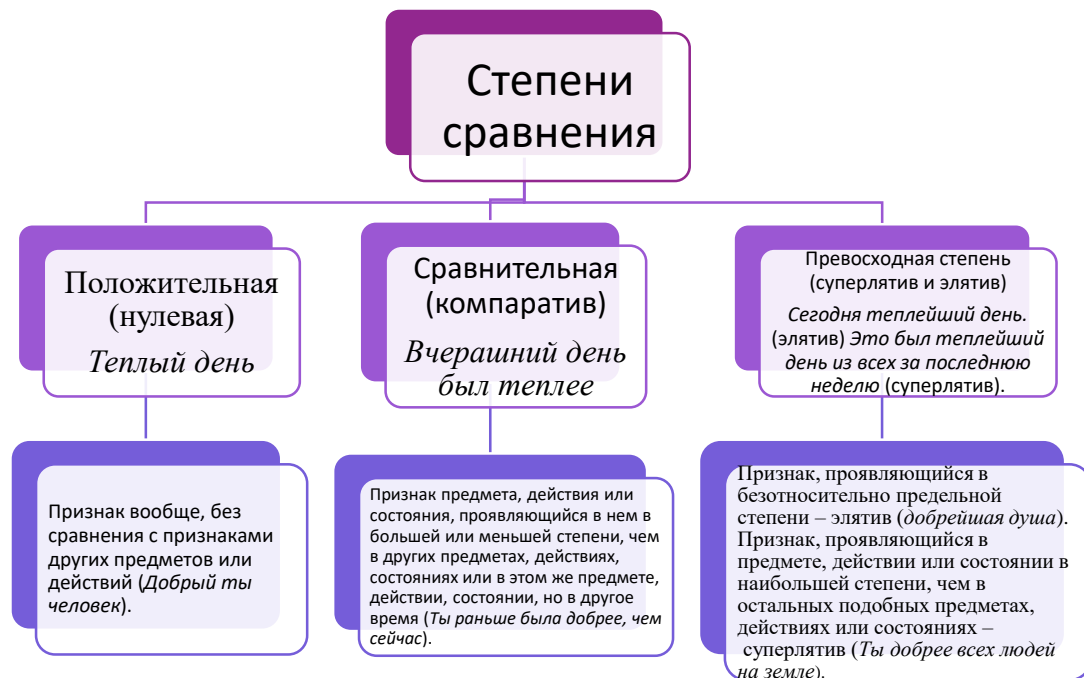 Степени
сравнения
Положительная
(нулевая)
Теплый день
Сравнительная
(компаратив)
Вчерашний день
был теплее
Превосходная степень
(суперлятив и элятив)
Сегодня теплейший день.
(элятив) Это был теплейший
день из всех за последнюю
неделю (суперлятив).
Признак вообще, без
сравнения с признаками
других предметов или
действий (Добрый ты
человек).
Признак предмета, действия или
состояния, проявляющийся в нем в
большей или меньшей степени, чем
в других предметах, действиях,
состояниях или в этом же предмете,
действии, состоянии, но в другое
время (Ты раньше была добрее, чем
сейчас).
Признак, проявляющийся в
безотносительно предельной
степени – элятив (добрейшая душа).
Признак, проявляющийся в
предмете, действии или состоянии в
наибольшей степени, чем в
остальных подобных предметах,
действиях или состояниях –
суперлятив (Ты добрее всех людей
на земле).